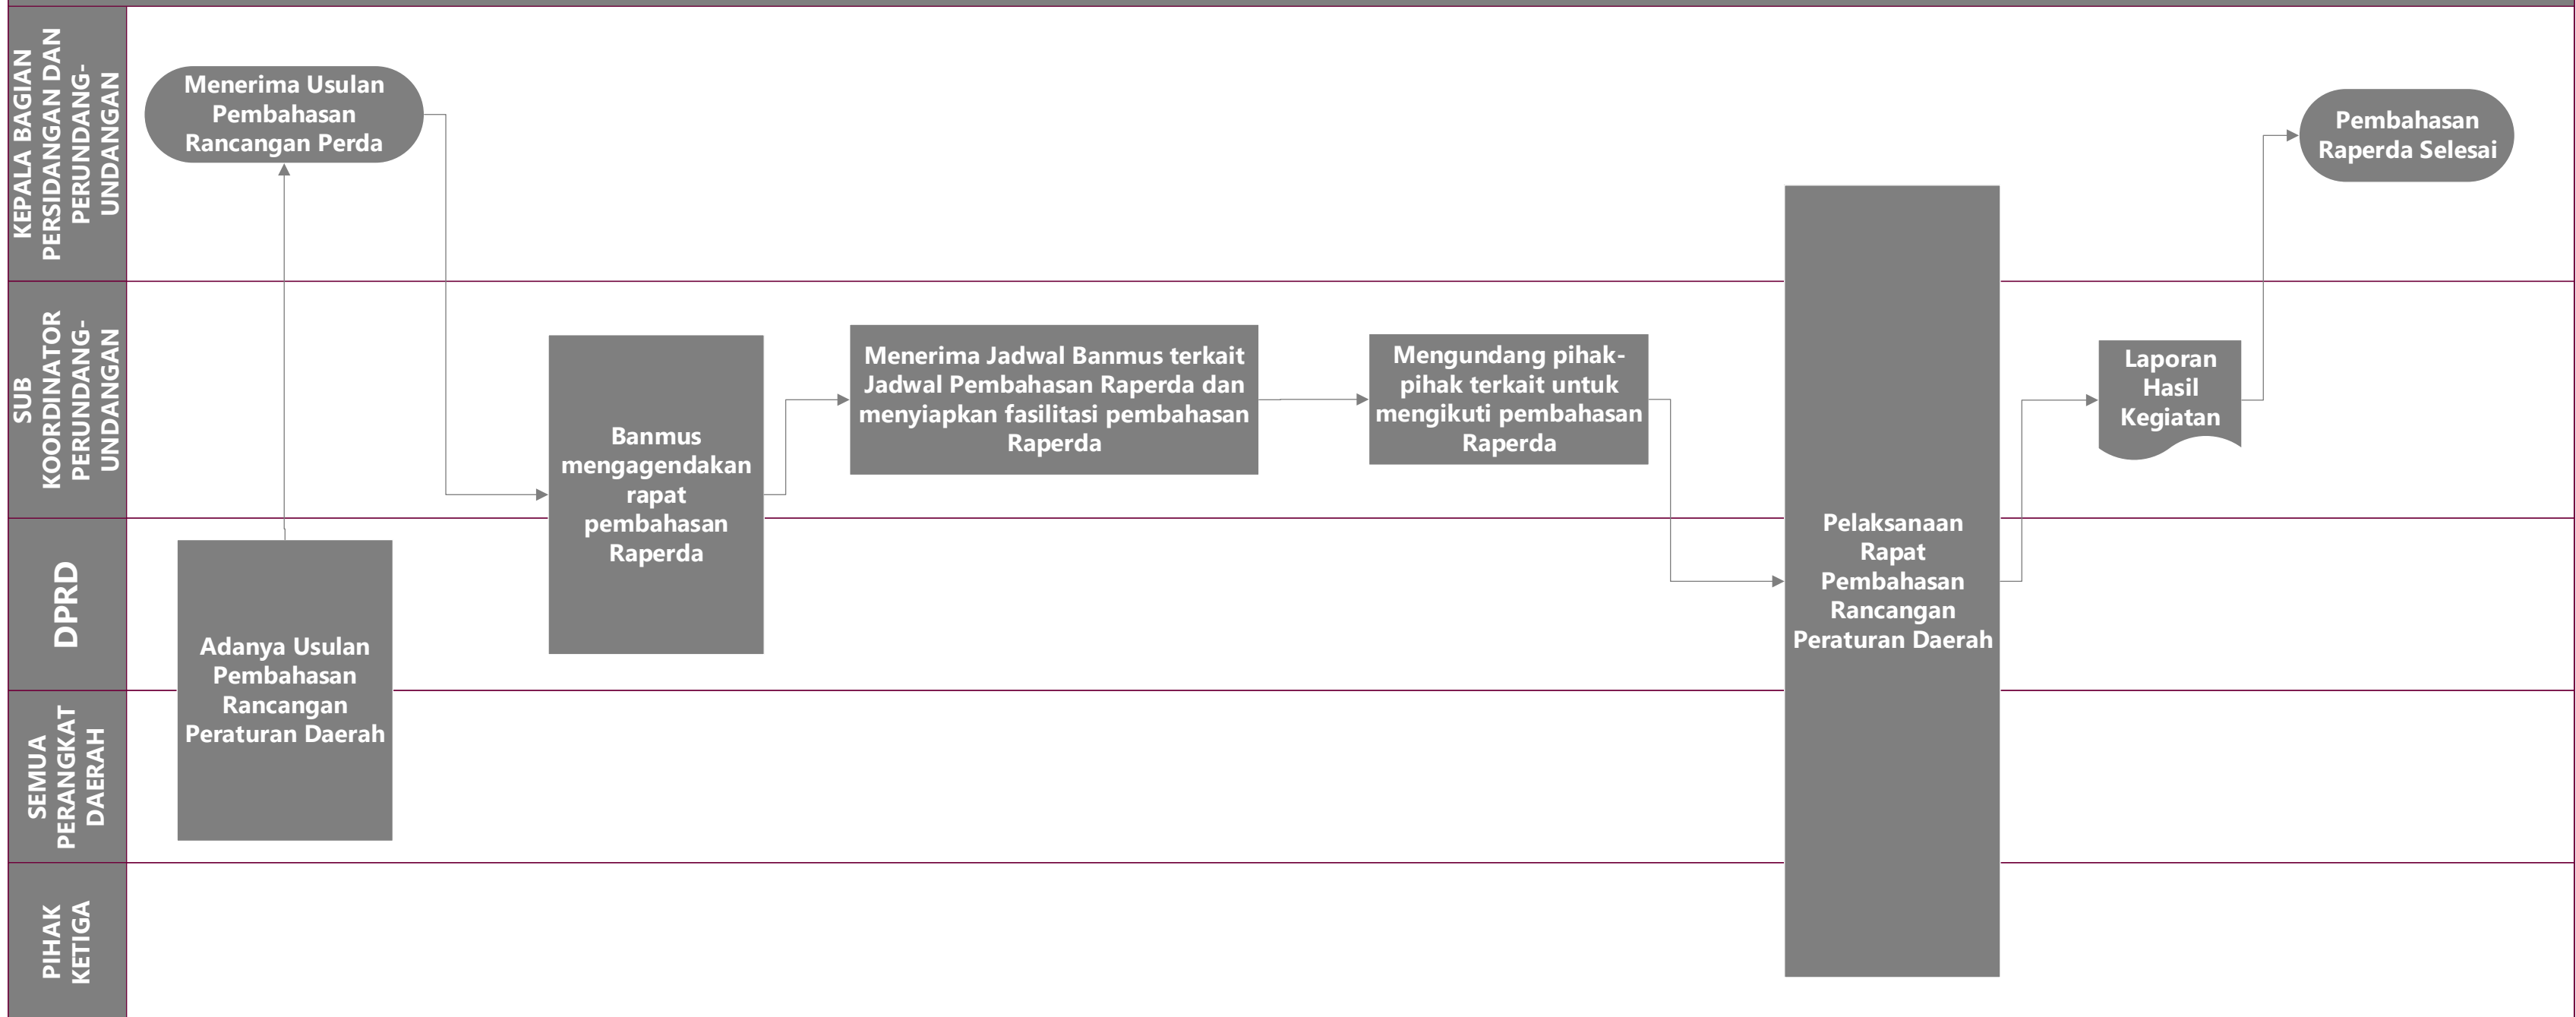 KEPALA BAGIAN
PERSIDANGAN DAN
PERUNDANG-
UNDANGAN
Menerima Usulan
Pembahasan
Rancangan Perda
Pembahasan
Raperda Selesai
SUB
KOORDINATOR
PERUNDANG-
UNDANGAN
Banmus
mengagendakan
rapat
pembahasan
Raperda
Menerima Jadwal Banmus terkait
Jadwal Pembahasan Raperda dan
menyiapkan fasilitasi pembahasan
Raperda
Mengundang pihak-
pihak terkait untuk
mengikuti pembahasan
Raperda
Laporan
Hasil
Kegiatan
DPRD
Adanya Usulan
Pembahasan
Rancangan
Peraturan Daerah
Pelaksanaan
Rapat
Pembahasan
Rancangan
Peraturan Daerah
SEMUA
PERANGKAT
DAERAH
PIHAK
KETIGA